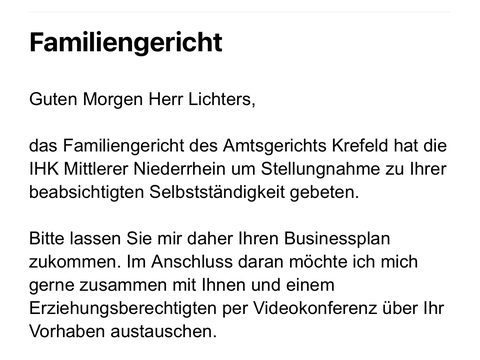 Familiengericht
Guten Morgen Herr Lichters,
das Familiengericht des Amtsgerichts Krefeld hat die
IHK Mittlerer Niederrhein um Stellungnahme zu Ihrer
beabsichtigten Selbstständigkeit gebeten.
Bitte lassen Sie mir daher Ihren Businessplan
zukommen. Im Anschluss daran möchte ich mich
gerne zusammen mit Ihnen und einem
Erziehungsberechtigten per Videokonferenz über Ihr
Vorhaben austauschen.